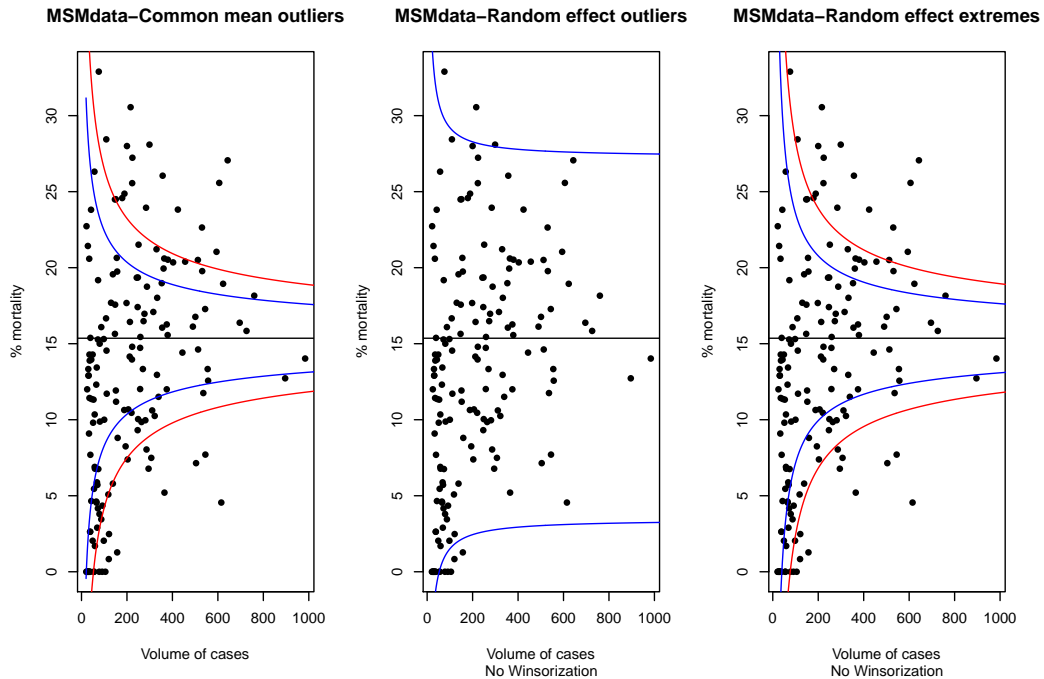 MSMdata−Common mean outliers
% mortality
0 5 10 15 20 25 30
0 200 400 600 800 1000
Volume of cases
MSMdata−Random effect outliers
% mortality
0 5 10 15 20 25 30
0 200 400 600 800 1000
Volume of cases
No Winsorization
MSMdata−Random effect extremes
% mortality
0 5 10 15 20 25 30
0 200 400 600 800 1000
Volume of cases
No Winsorization